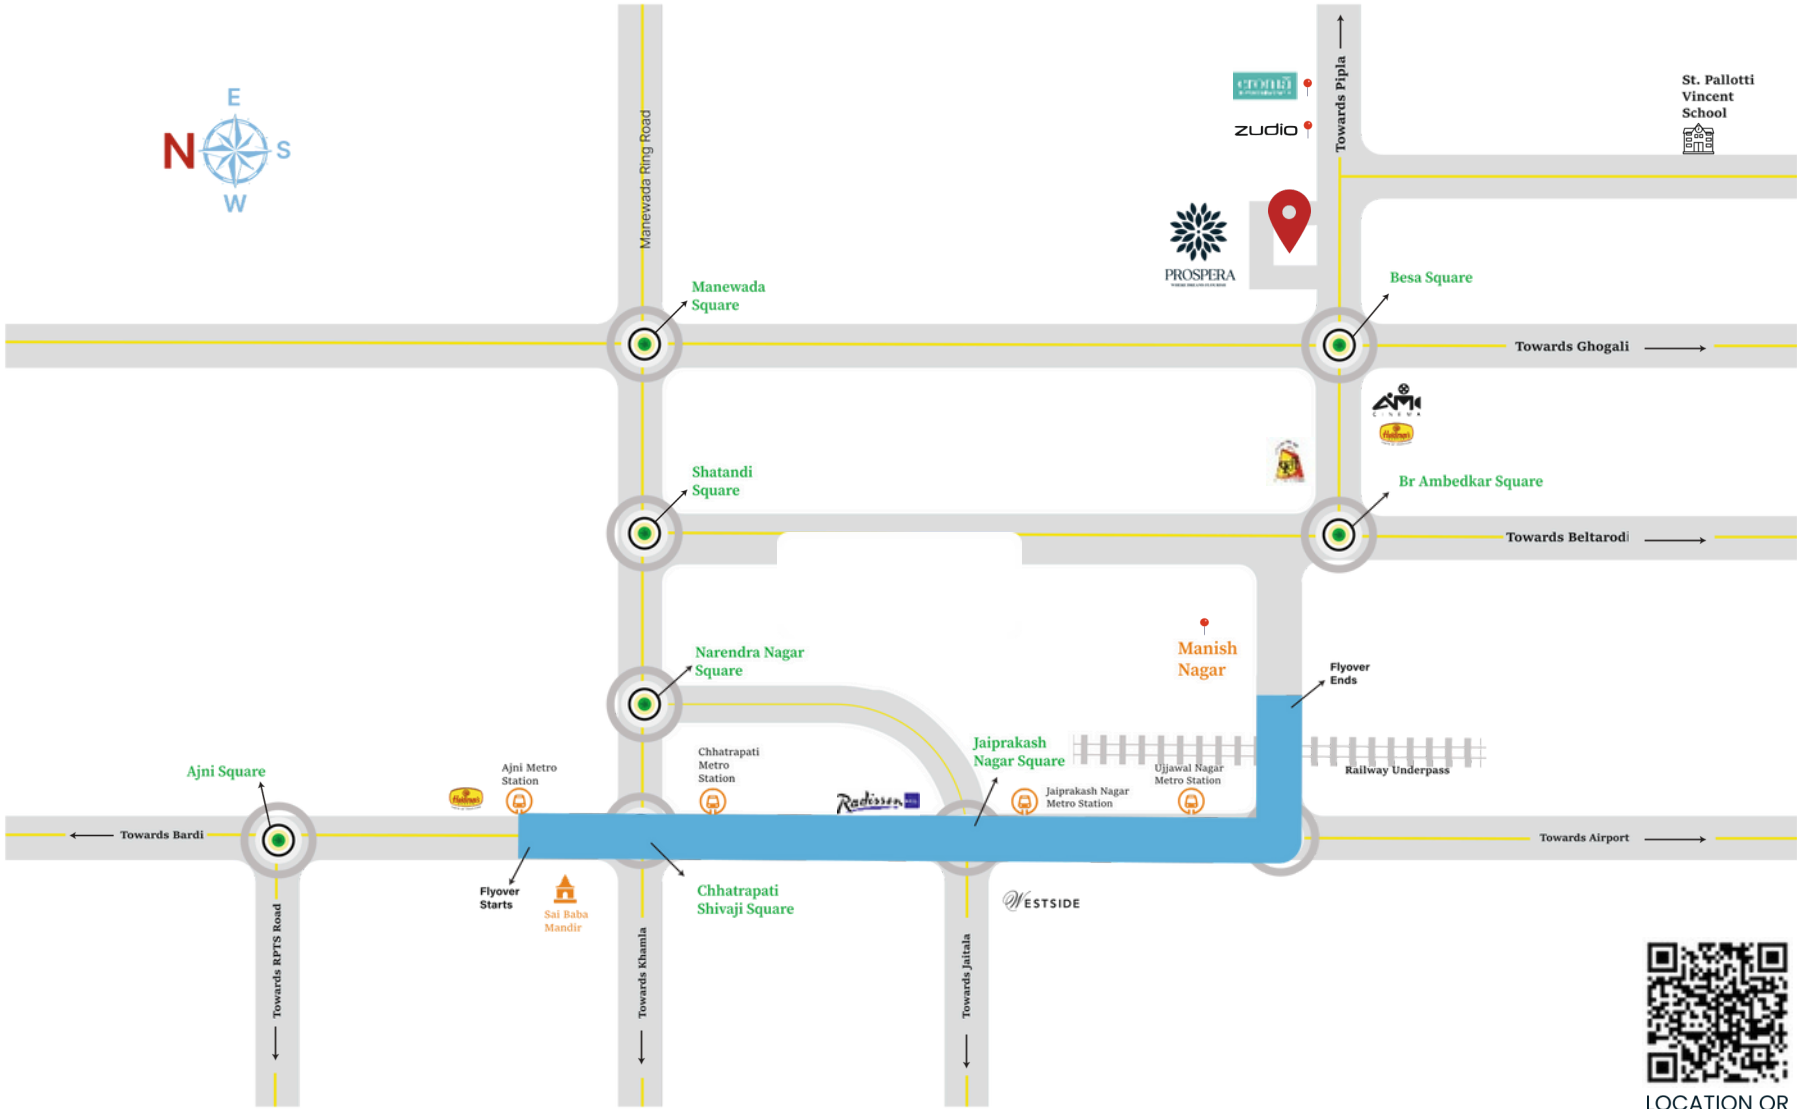 E
N
S
W
Manewada Ring Road
croma
zudio
Towards Pipla
St. Pallotti
Vincent
School
PROSPERA
Manewada
Square
Besa Square
Towards Ghogali
CINEMA
Haldiram's
Shatandi
Square
Br Ambedkar Square
Towards Beltarodi
Narendra Nagar
Square
Manish
Nagar
Flyover
Ends
Ajni Square
Ajni Metro
Station
Chhatrapati
Metro
Station
Jaiprakash
Nagar Square
Ujjawal Nagar
Metro Station
Railway Underpass
Haldiram's
Radisson
BLU
Jaiprakash Nagar
Metro Station
Towards Bardi
Towards Airport
Flyover
Starts
Sai Baba
Mandir
Chhatrapati
Shivaji Square
WESTSIDE
Towards RPTS Road
Towards Khamla
Towards Jaitala
LOCATION QR